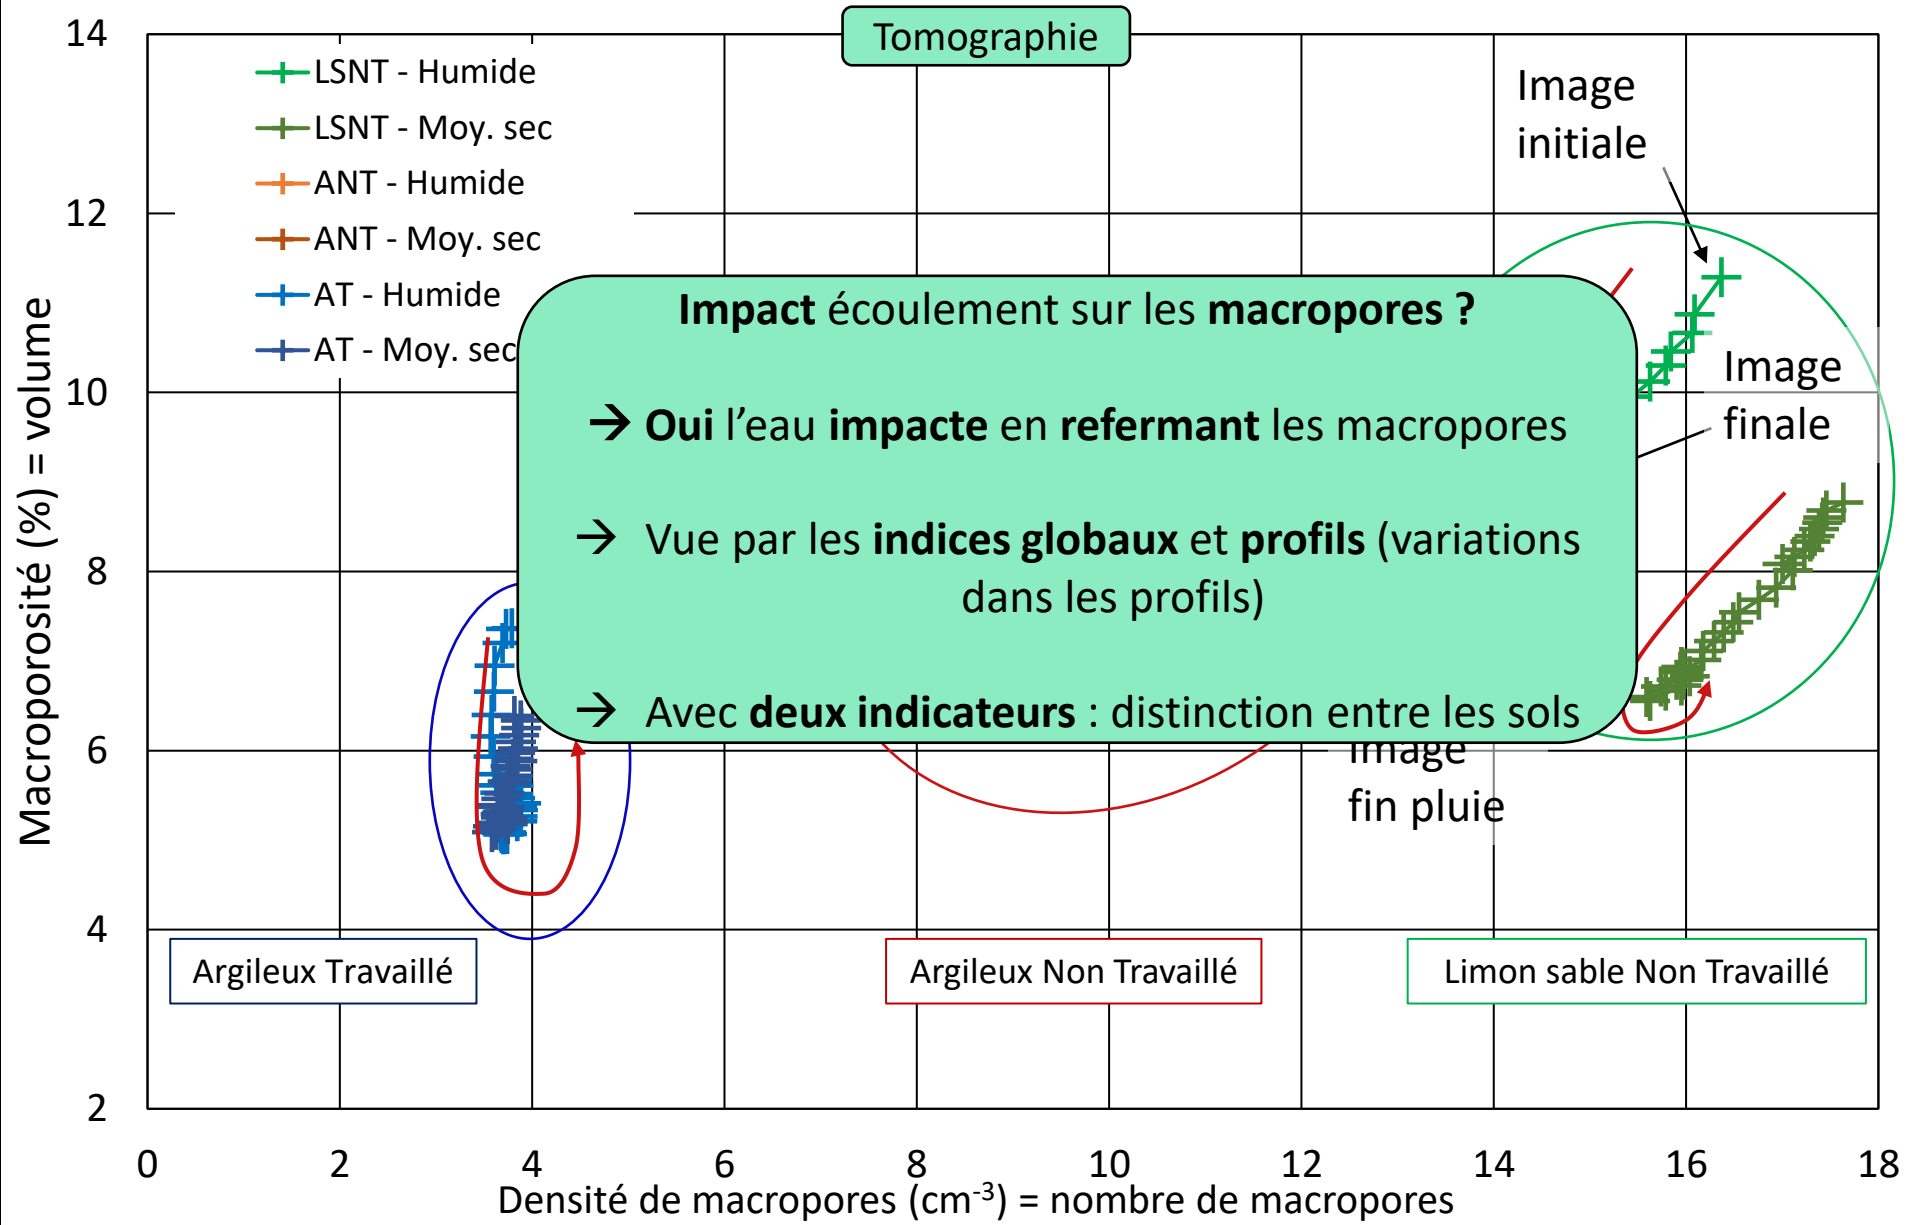 Tomographie
14
12
10
8
6
4
2
Macroporosité (%) = volume
LSNT - Humide
LSNT - Moy. sec
ANT - Humide
ANT - Moy. sec
AT - Humide
AT - Moy. sec
Image
initiale
Image
finale
Impact écoulement sur les macropores ?
→ Oui l’eau impacte en refermant les macropores
→ Vue par les indices globaux et profils (variations
dans les profils)
→ Avec deux indicateurs : distinction entre les sols
Image
fin pluie
Argileux Travaillé
Argileux Non Travaillé
Limon sable Non Travaillé
0 2 4 6 8 10 12 14 16 18
Densité de macropores (cm⁻³) = nombre de macropores